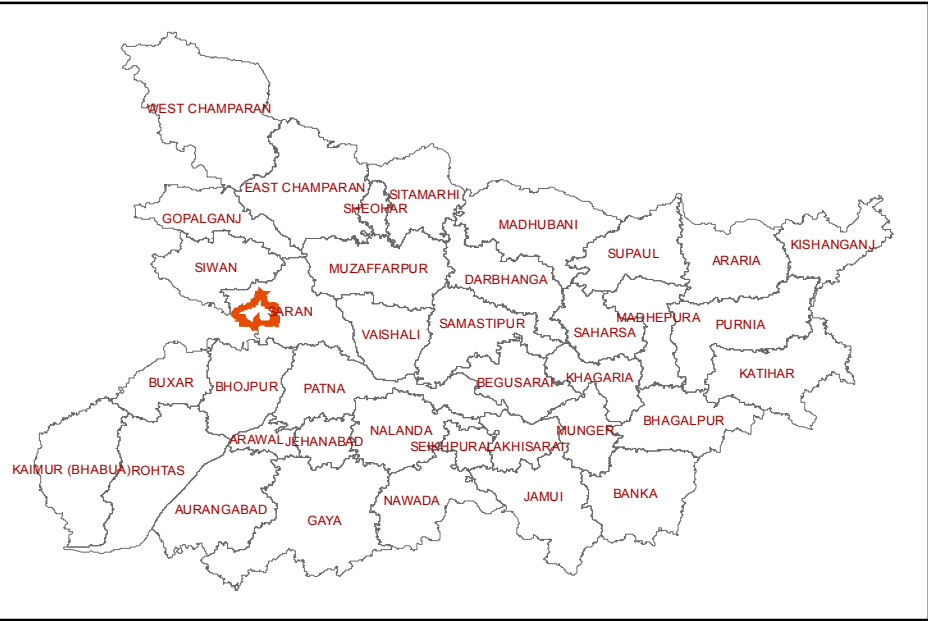 WEST CHAMPARAN
EAST CHAMPARAN
SITAMARHI
SHEOHAR
GOPALGANJ
MADHUBANI
KISHANGANJ
SUPAUL
ARARIA
SIWAN
MUZAFFARPUR
DARBHANGA
SARAN
MADHEPURA
SAMASTIPUR
PURNIA
VAISHALI
SAHARSA
KATIHAR
BUXAR
BHOJPUR
PATNA
BEGUSARAI
KHAGARIA
BHAGALPUR
NALANDA
MUNGER
ARAWAL
JEHANABAD
SEIKHPURA
LAKHISARAI
KAIMUR (BHABUA)
ROHTAS
BANKA
JAMUI
NAWADA
AURANGABAD
GAYA